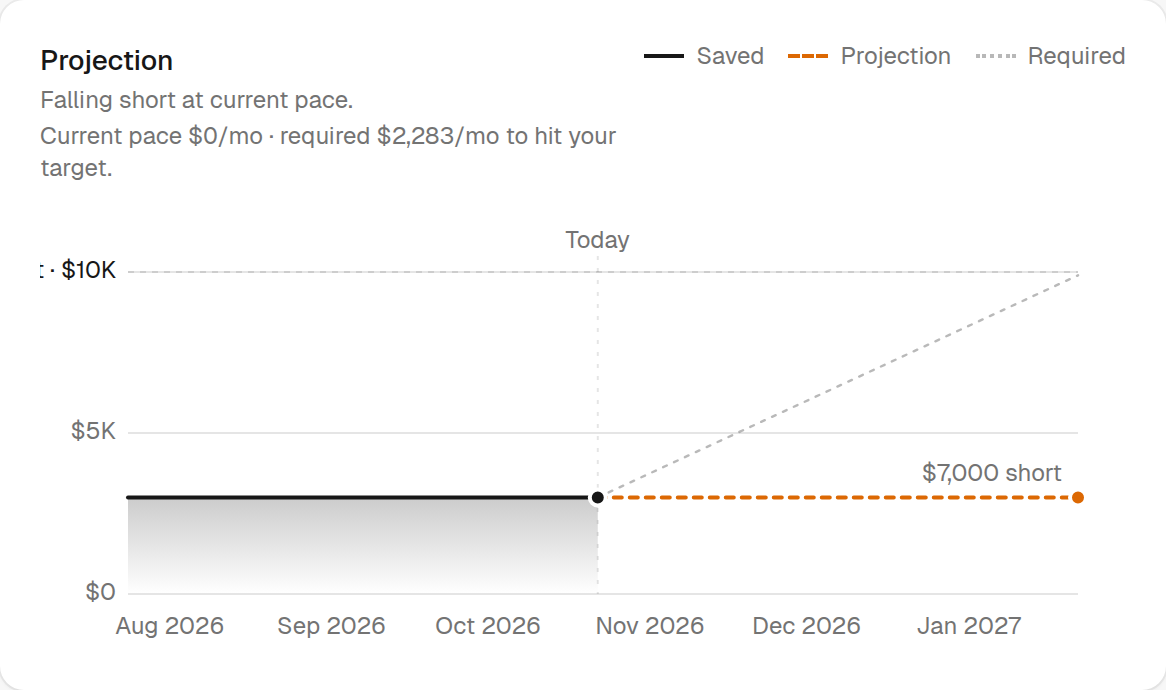 Projection
Saved
Projection
Required
Falling short at current pace.
Current pace $0/mo · required $2,283/mo to hit your
target.
Today
t · $10K
$5K
$7,000 short
$0
Aug 2026
Sep 2026
Oct 2026
Nov 2026
Dec 2026
Jan 2027